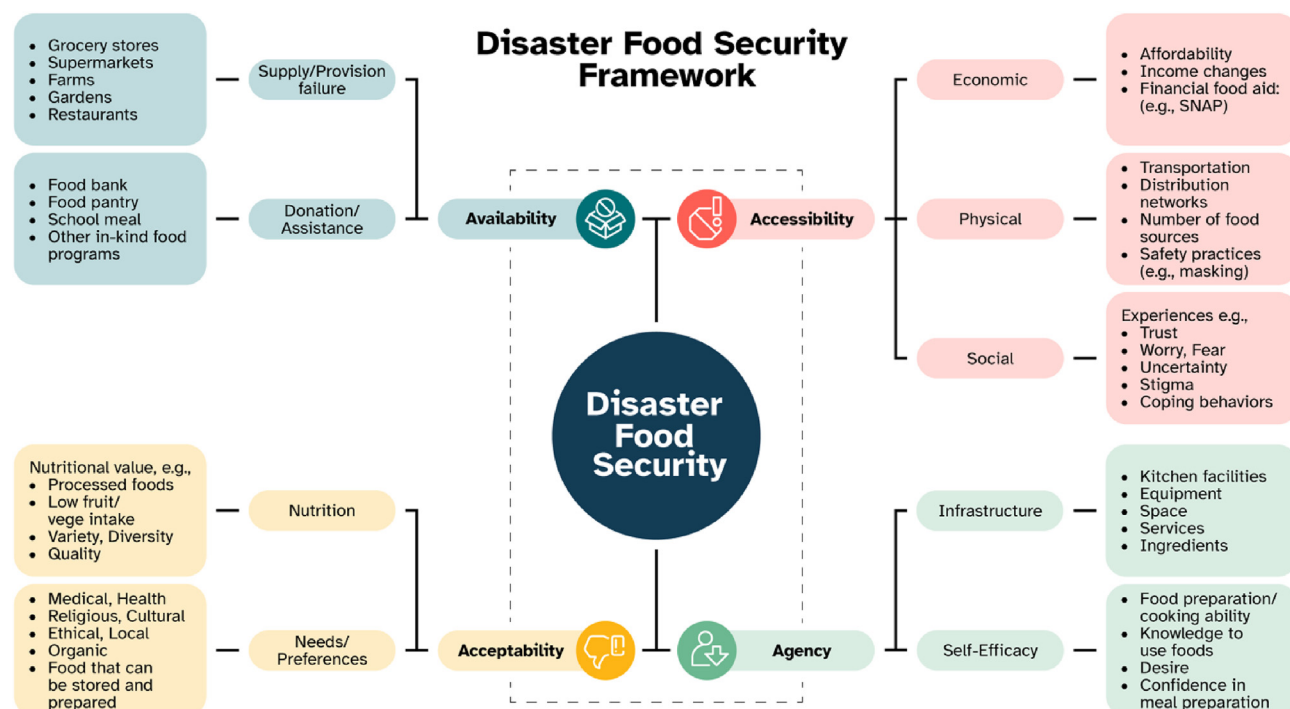 Disaster Food Security
Framework
• Grocery stores
• Supermarkets
• Farms
• Gardens
• Restaurants
Supply/Provision
failure
• Food bank
• Food pantry
• School meal
• Other in-kind food
programs
Donation/
Assistance
Availability
Accessibility
Economic
• Affordability
• Income changes
• Financial food aid:
(e.g., SNAP)
Physical
• Transportation
• Distribution
networks
• Number of food
sources
• Safety practices
(e.g., masking)
Social
Experiences e.g.,
• Trust
• Worry, Fear
• Uncertainty
• Stigma
• Coping behaviors
Disaster
Food
Security
Nutritional value, e.g.,
• Processed foods
• Low fruit/
vege intake
• Variety, Diversity
• Quality
Nutrition
• Medical, Health
• Religious, Cultural
• Ethical, Local
• Organic
• Food that can
be stored and
prepared
Needs/
Preferences
Acceptability
Agency
Infrastructure
• Kitchen facilities
• Equipment
• Space
• Services
• Ingredients
Self-Efficacy
• Food preparation/
cooking ability
• Knowledge to
use foods
• Desire
• Confidence in
meal preparation